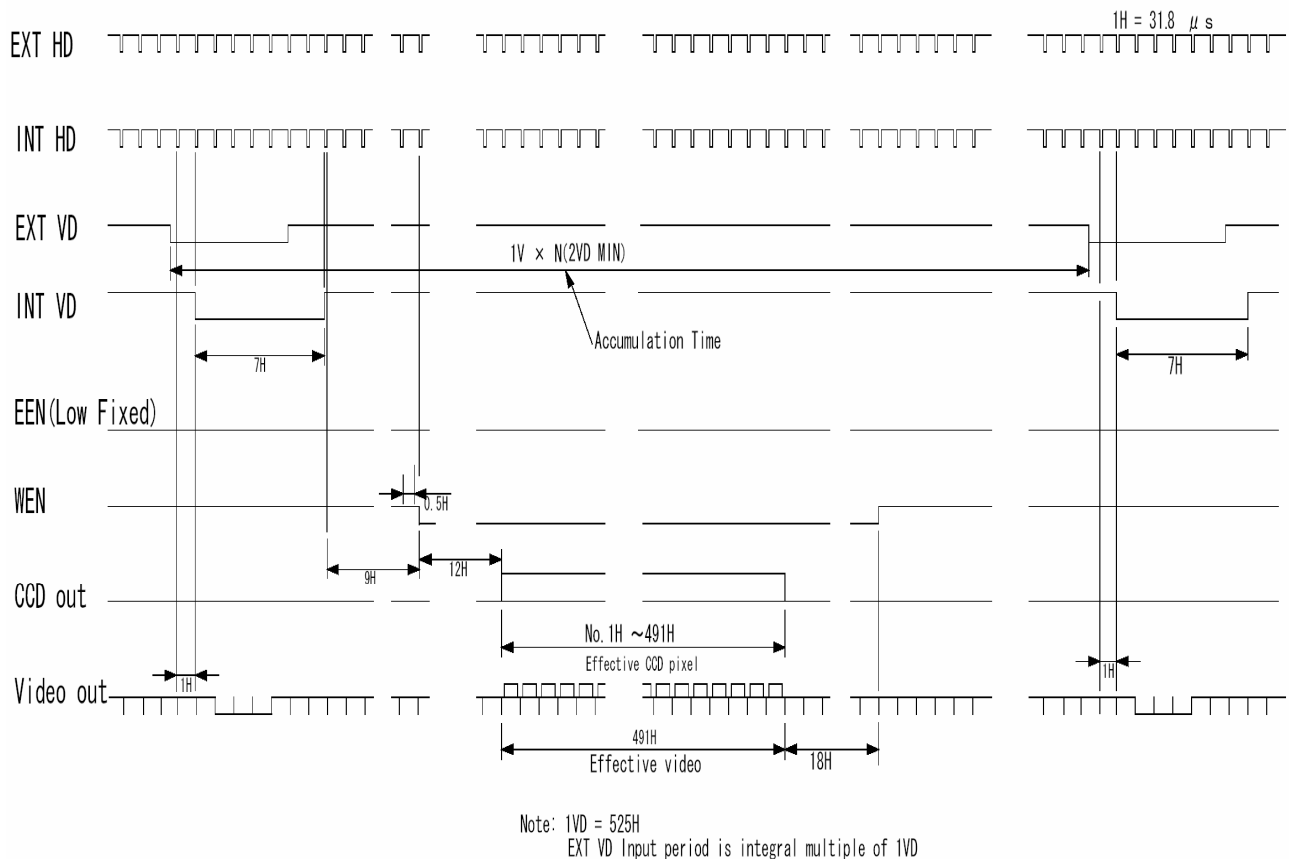 1H = 31.8 μs
EXT HD
INT HD
EXT VD
1V × N(2VD MIN)
INT VD
Accumulation Time
7H
7H
EEN(Low Fixed)
WEN
0.5H
9H
12H
CCD out
No.1H ~491H
Effective CCD pixel
1H
1H
Video out
491H
Effective video
18H
Note: 1VD = 525H
EXT VD Input period is integral multiple of 1VD